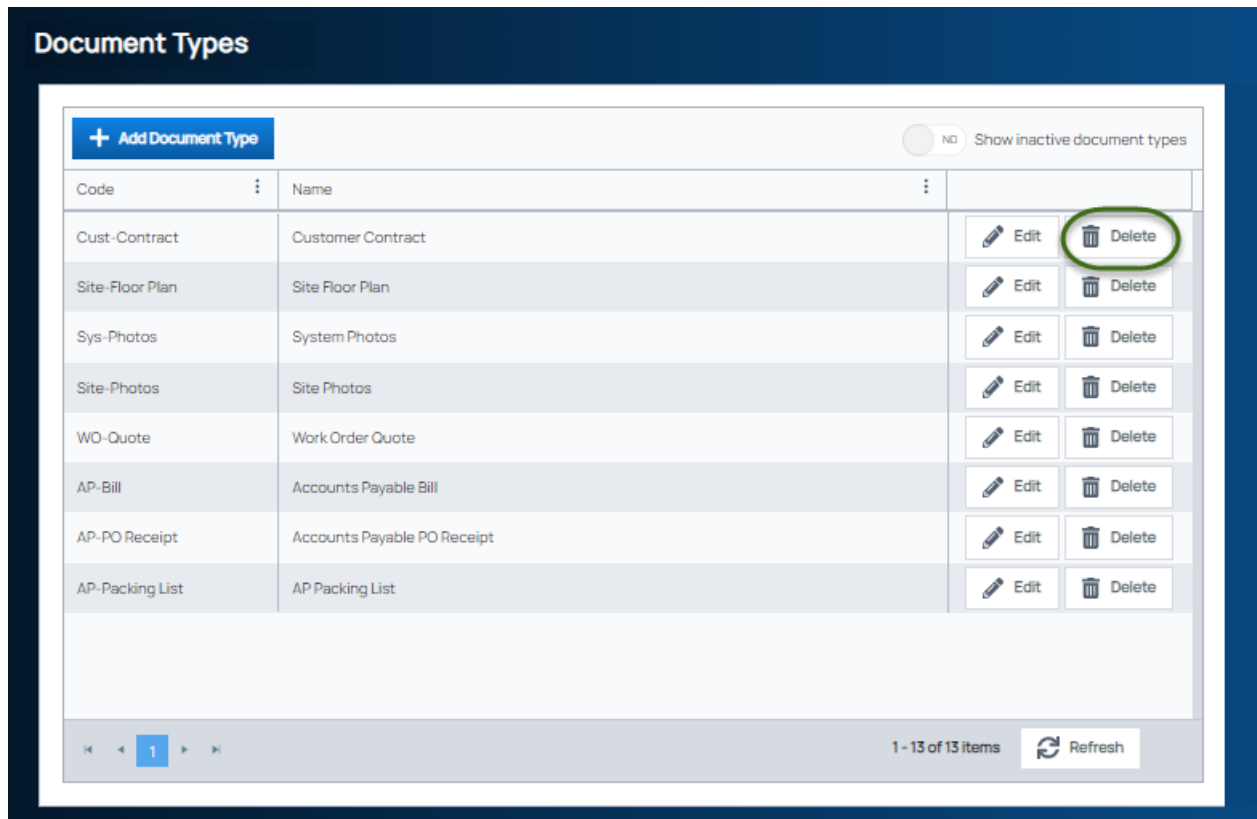 Document Types
+ Add Document Type NO Show inactive document types
Code Name
Cust-Contract Customer Contract Edit Delete
Site-Floor Plan Site Floor Plan Edit Delete
Sys-Photos System Photos Edit Delete
Site-Photos Site Photos Edit Delete
WO-Quote Work Order Quote Edit Delete
AP-Bill Accounts Payable Bill Edit Delete
AP-PO Receipt Accounts Payable PO Receipt Edit Delete
AP-Packing List AP Packing List Edit Delete
1 1 - 13 of 13 items Refresh